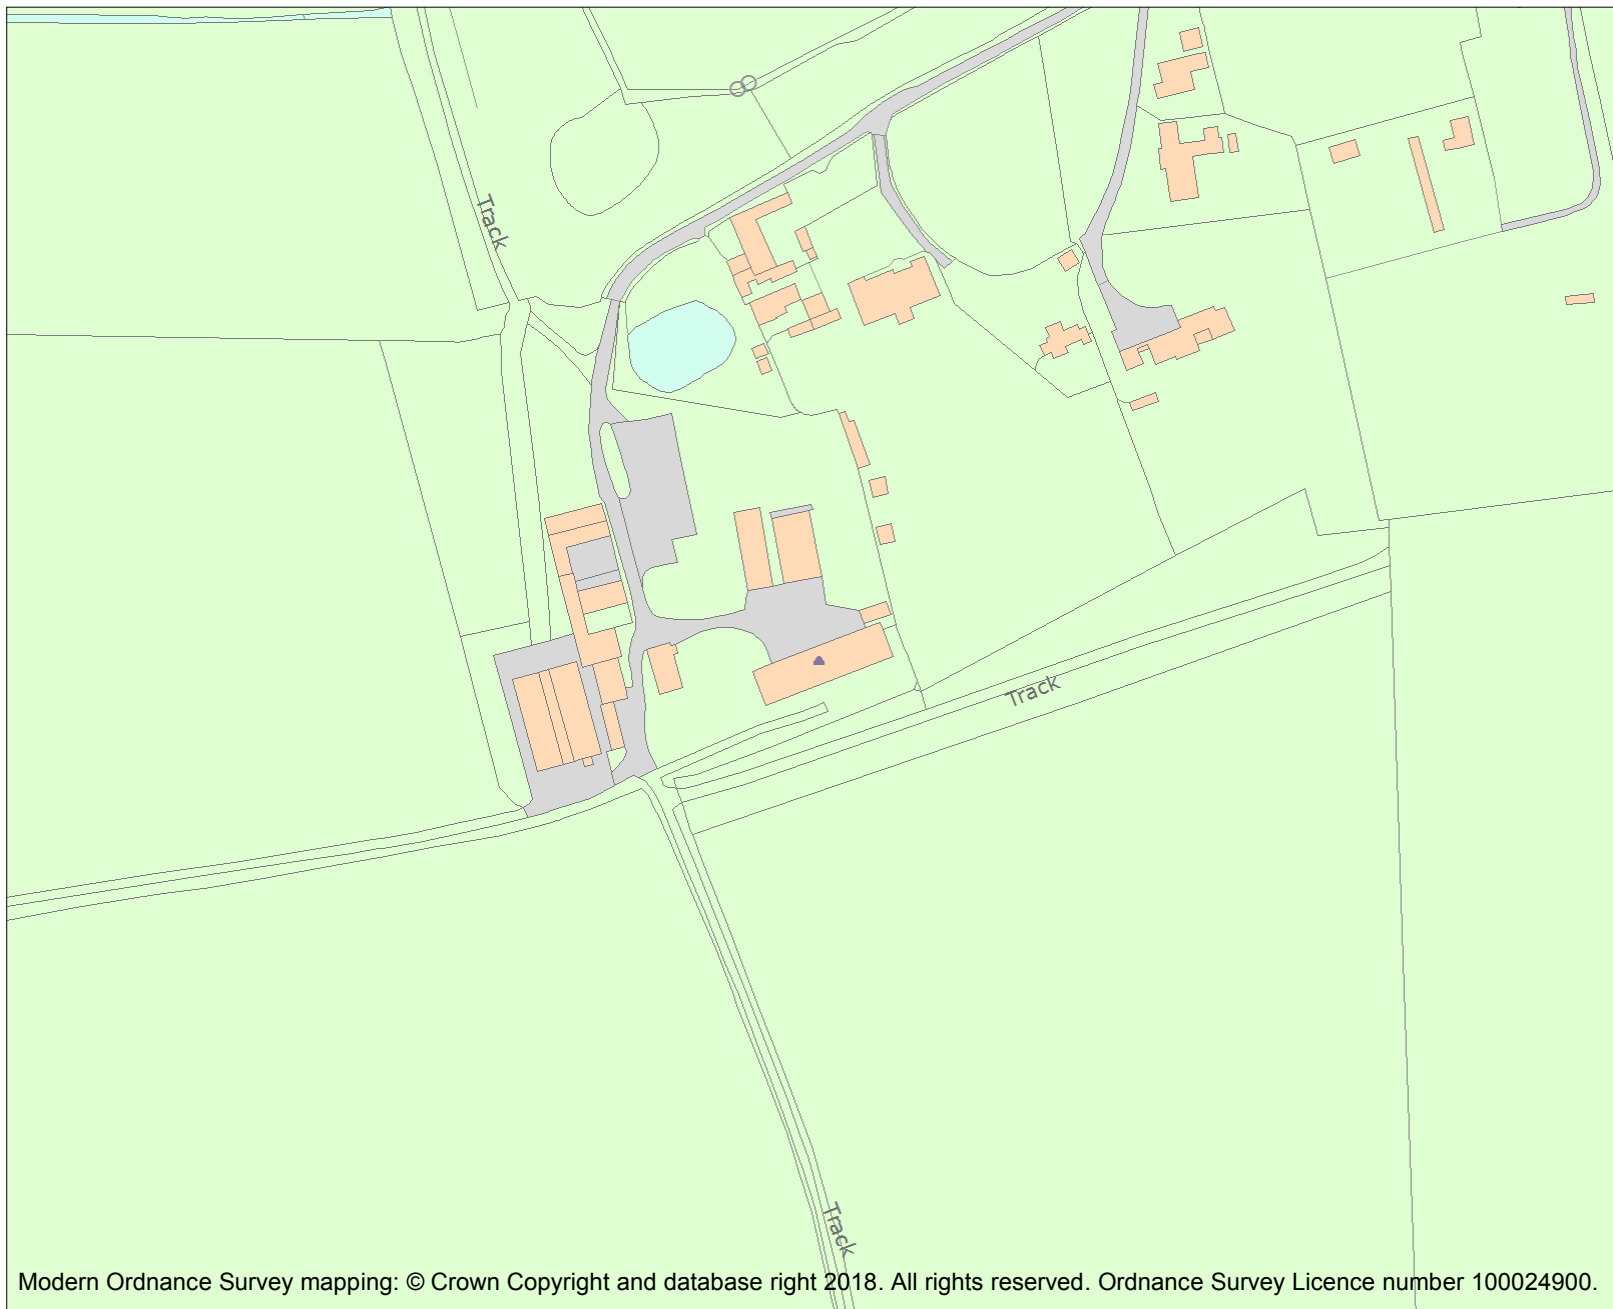 Track
Track
Track
Modern Ordnance Survey mapping: © Crown Copyright and database right 2018. All rights reserved. Ordnance Survey Licence number 100024900.